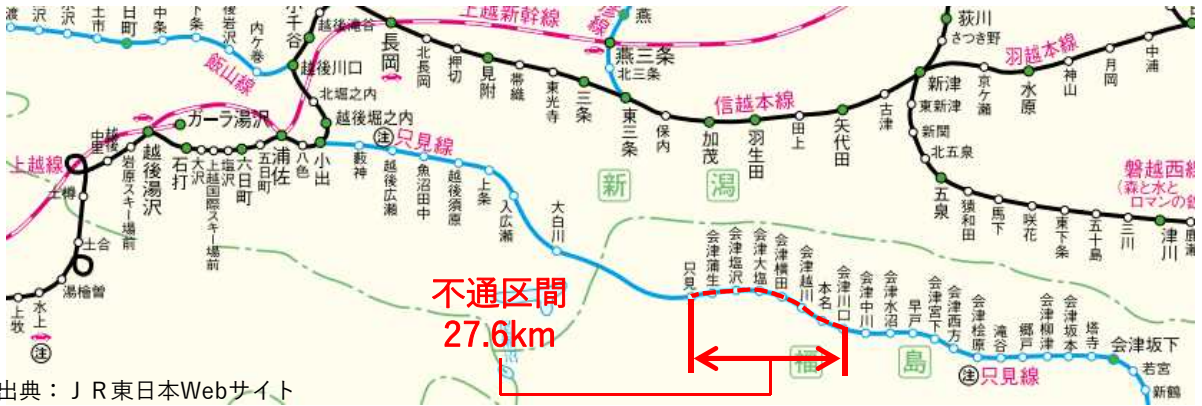 土市
日町
中条
下条
後岩沢
内ケ巻
飯山線
千谷
越後滝谷
越後川口
北堀之内
越後堀之内
上越新幹線
長岡
北長岡
押切
見附
帯織
東光寺
三条
燕
燕三条
北三条
東三条
保内
信越本線
加茂
羽生田
田上
矢代田
古津
荻川
さつき野
新津
羽越本線
京ケ瀬
水原
神山
月岡
中浦
東新津
新関
北五泉
五泉
猿和田
馬下
咲花
東下条
五十島
三川
津川
磐越西線
(森と水と
ロマンの鉄
上越線
越後中里
岩原スキー場前
越後湯沢
ガーラ湯沢
石打
大沢
上越国際スキー場前
塩沢
六日町
五日町
浦佐
八色
小出
土樽
土合
湯檜曽
水上
上牧
注
注
只見線
藪神
越後広瀬
魚沼田中
越後須原
上条
入広瀬
大白川
新
潟
只見
会津蒲生
会津塩沢
会津大塩
会津横田
会津越川
本名
会津川口
会津中川
会津水沼
早戸
会津宮下
会津西方
会津桧原
滝谷
郷戸
会津柳津
会津坂本
塔寺
会津坂下
若宮
新鶴
注
只見線
福
島
不通区間
27.6km
出典：ＪＲ東日本Webサイト